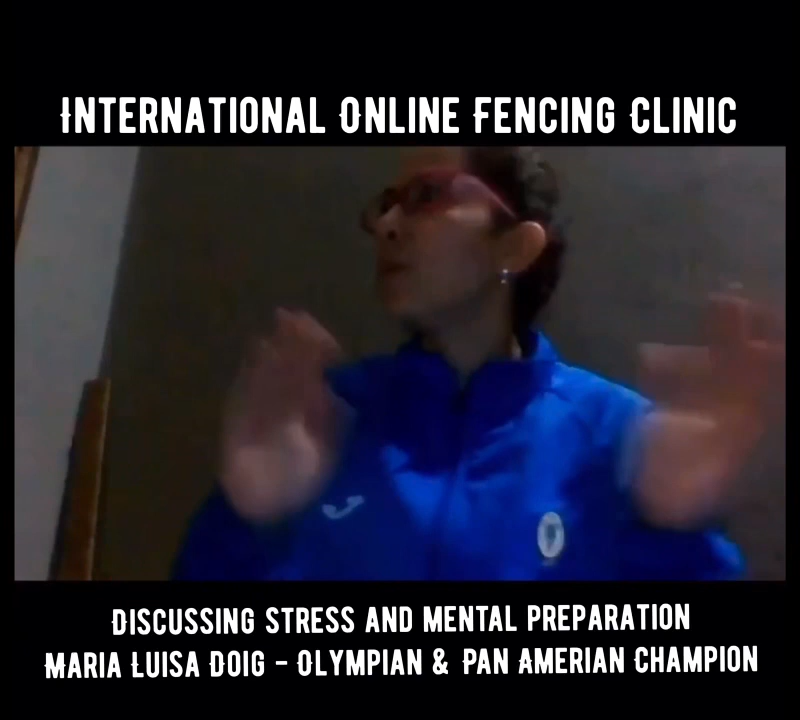 International Online Fencing Clinic
Discussing stress and mental preparation
Maria Luisa Doig - Olympian & Pan Amerian Champion